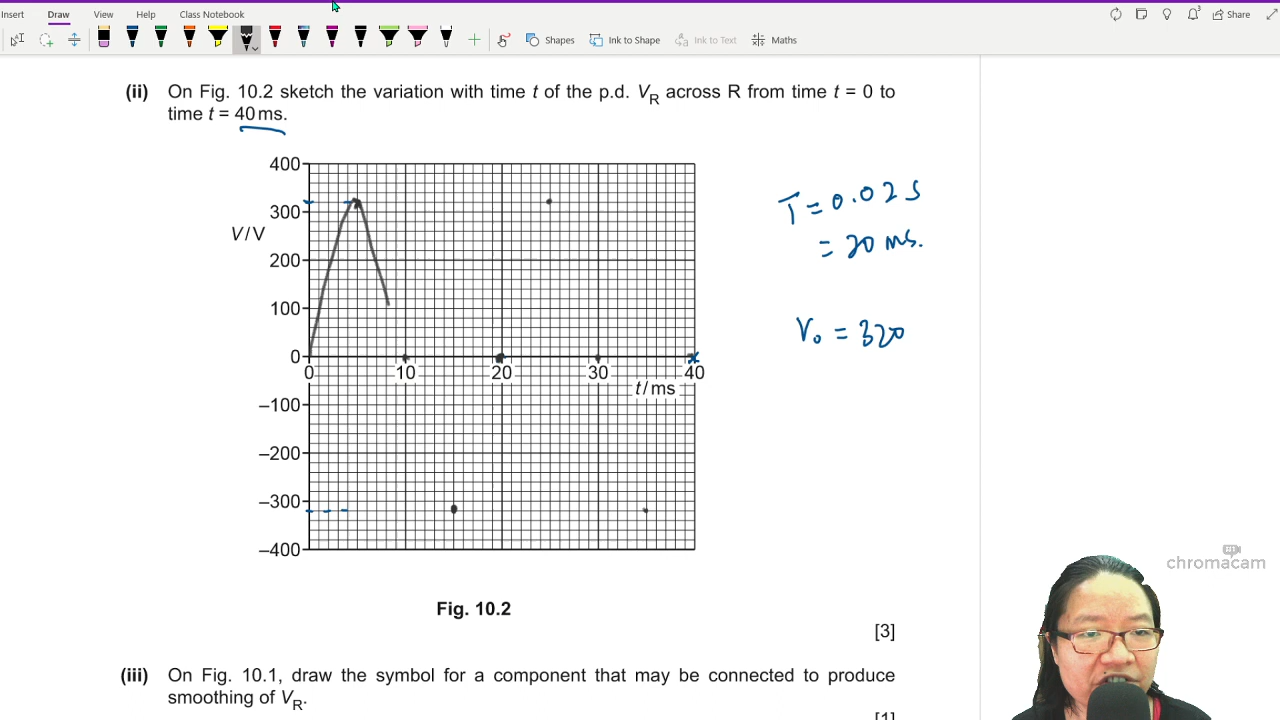 Insert Draw View Help Class Notebook
Share
Shapes Ink to Shape Ink to Text Maths
(ii) On Fig. 10.2 sketch the variation with time t of the p.d. VR across R from time t = 0 to
time t = 40 ms.
400
300
V/V
200
100
0
0 10 20 30 40
t/ms
–100
–200
–300
–400
T = 0.02 s
= 20 ms.
V0 = 320
chromacam
Fig. 10.2
[3]
(iii) On Fig. 10.1, draw the symbol for a component that may be connected to produce
smoothing of VR.
[1]